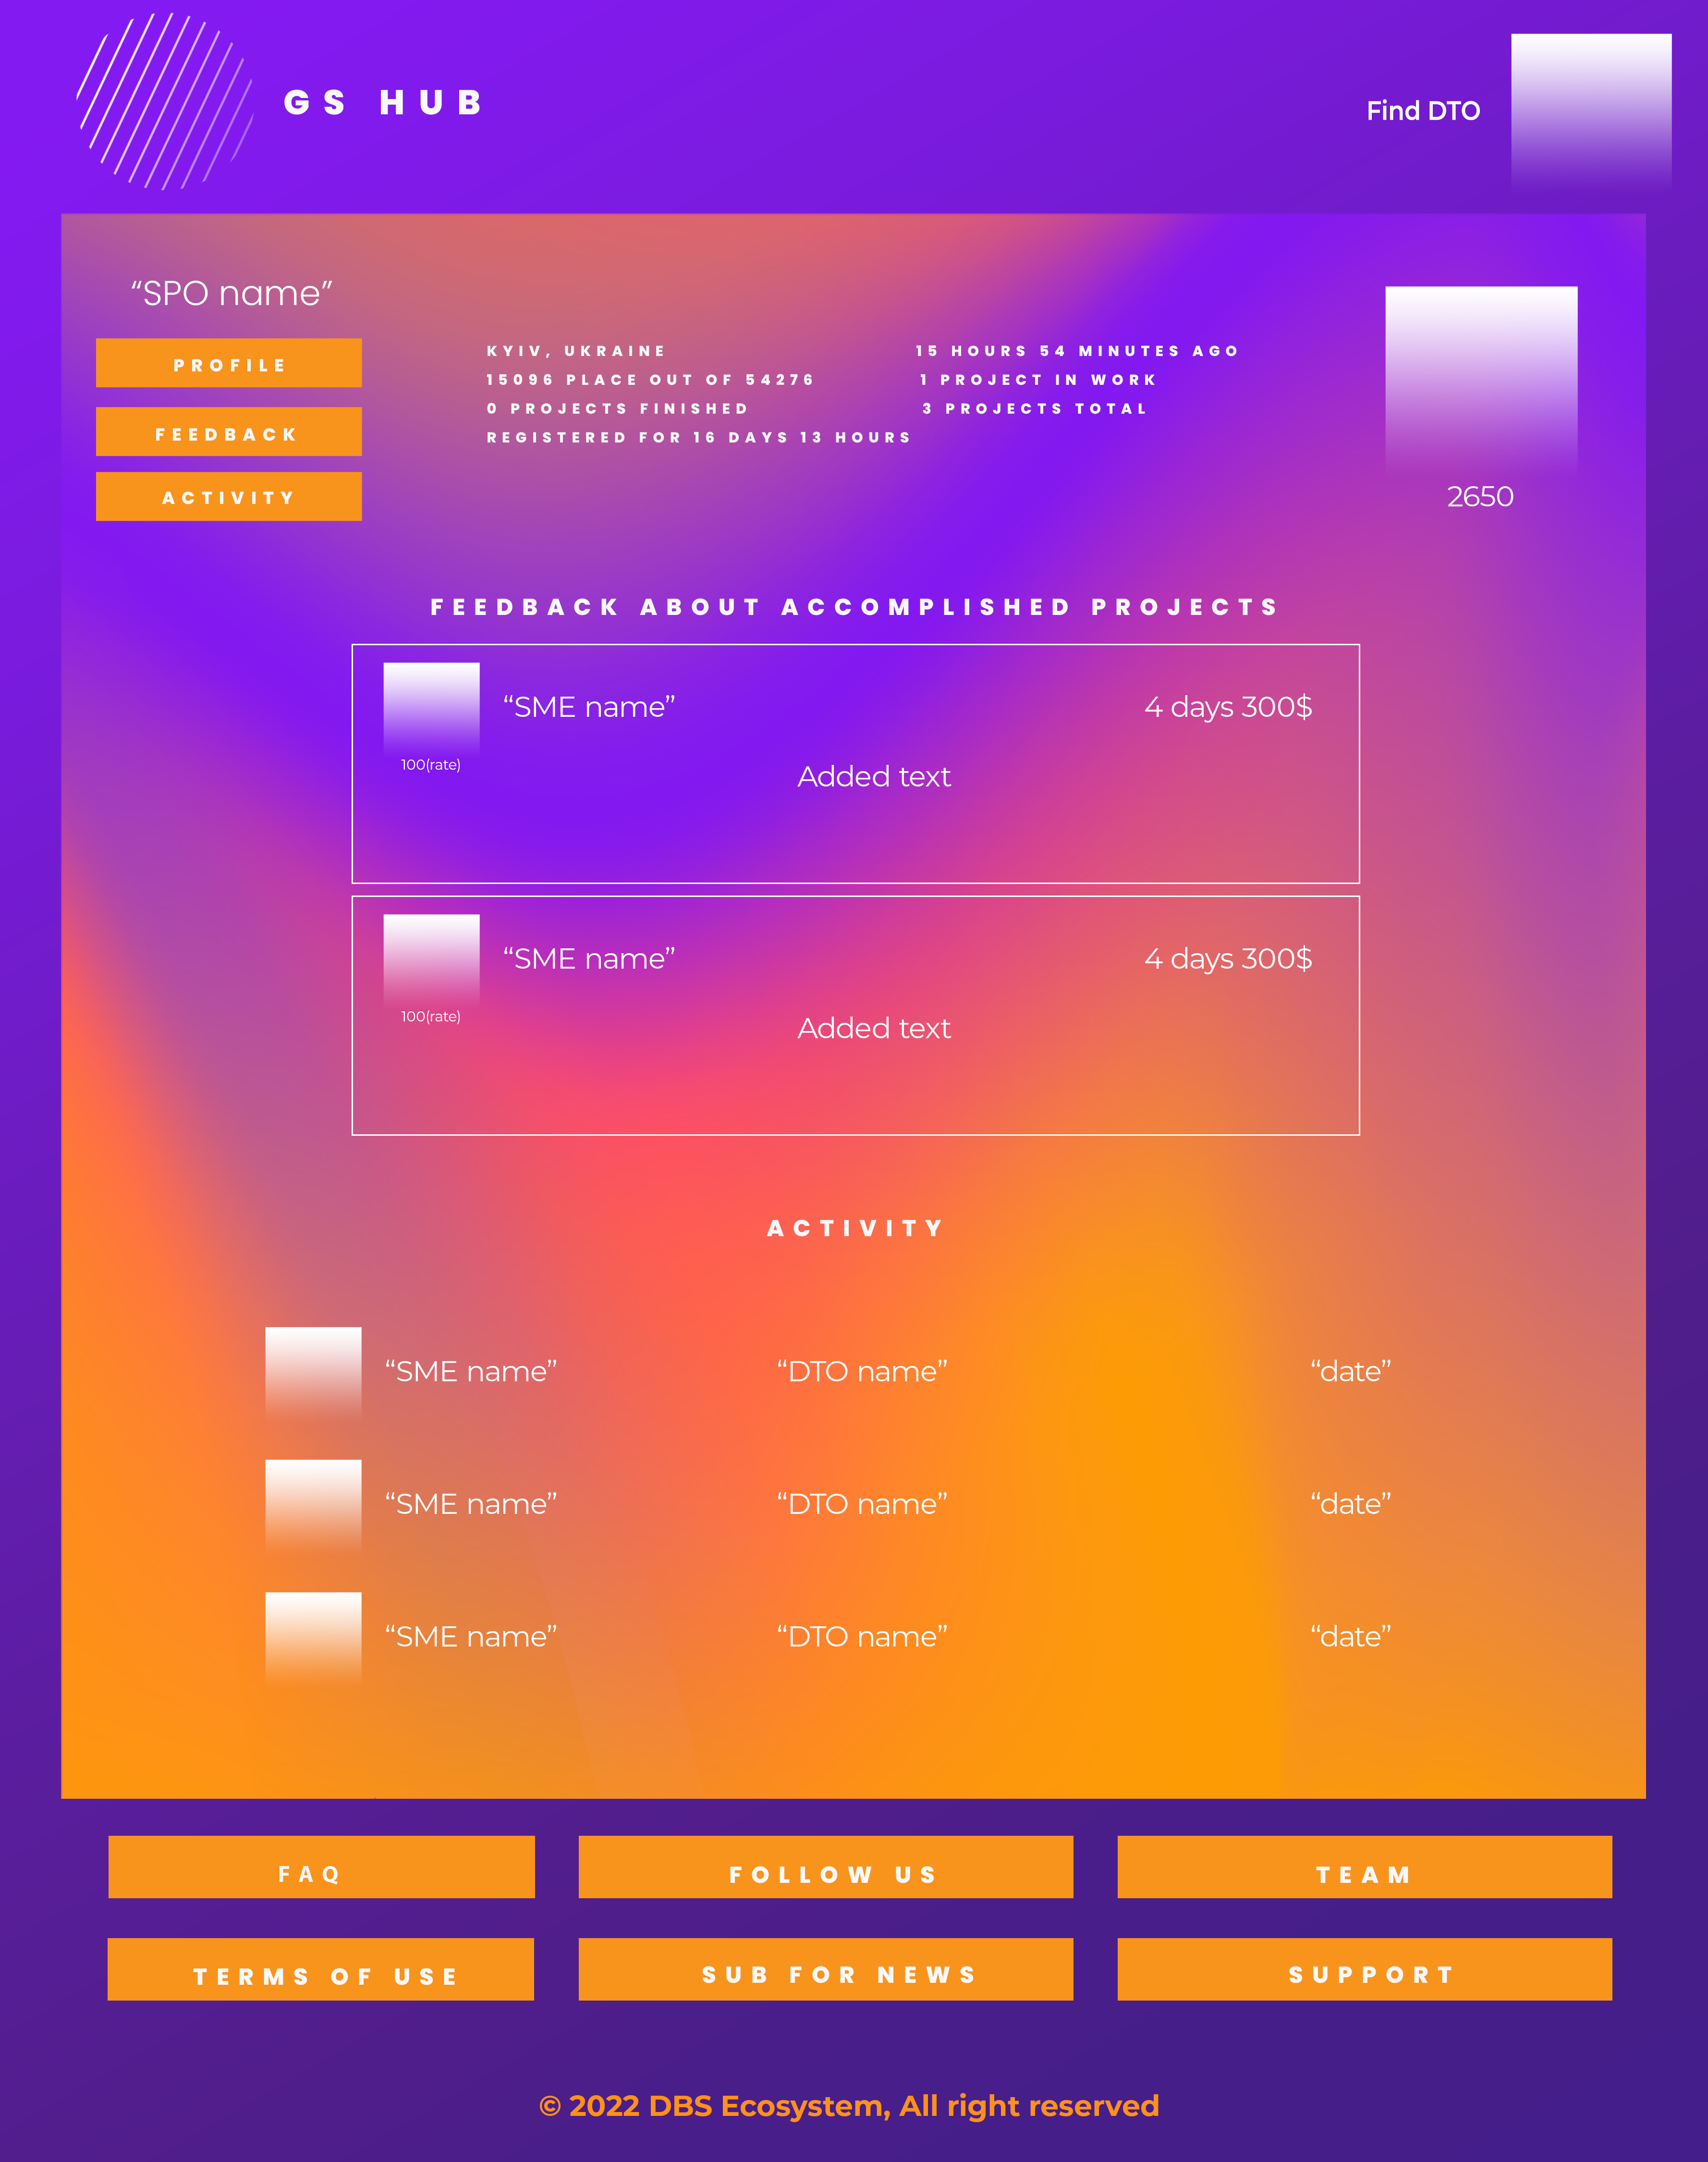 GS HUB
Find DTO
“SPO name”
PROFILE
FEEDBACK
ACTIVITY
KYIV, UKRAINE
15096 PLACE OUT OF 54276
0 PROJECTS FINISHED
REGISTERED FOR 16 DAYS 13 HOURS
15 HOURS 54 MINUTES AGO
1 PROJECT IN WORK
3 PROJECTS TOTAL
2650
FEEDBACK ABOUT ACCOMPLISHED PROJECTS
“SME name”
4 days 300$
100(rate)
Added text
“SME name”
4 days 300$
100(rate)
Added text
ACTIVITY
“SME name” “DTO name” “date”
“SME name” “DTO name” “date”
“SME name” “DTO name” “date”
FAQ
FOLLOW US
TEAM
TERMS OF USE
SUB FOR NEWS
SUPPORT
© 2022 DBS Ecosystem, All right reserved